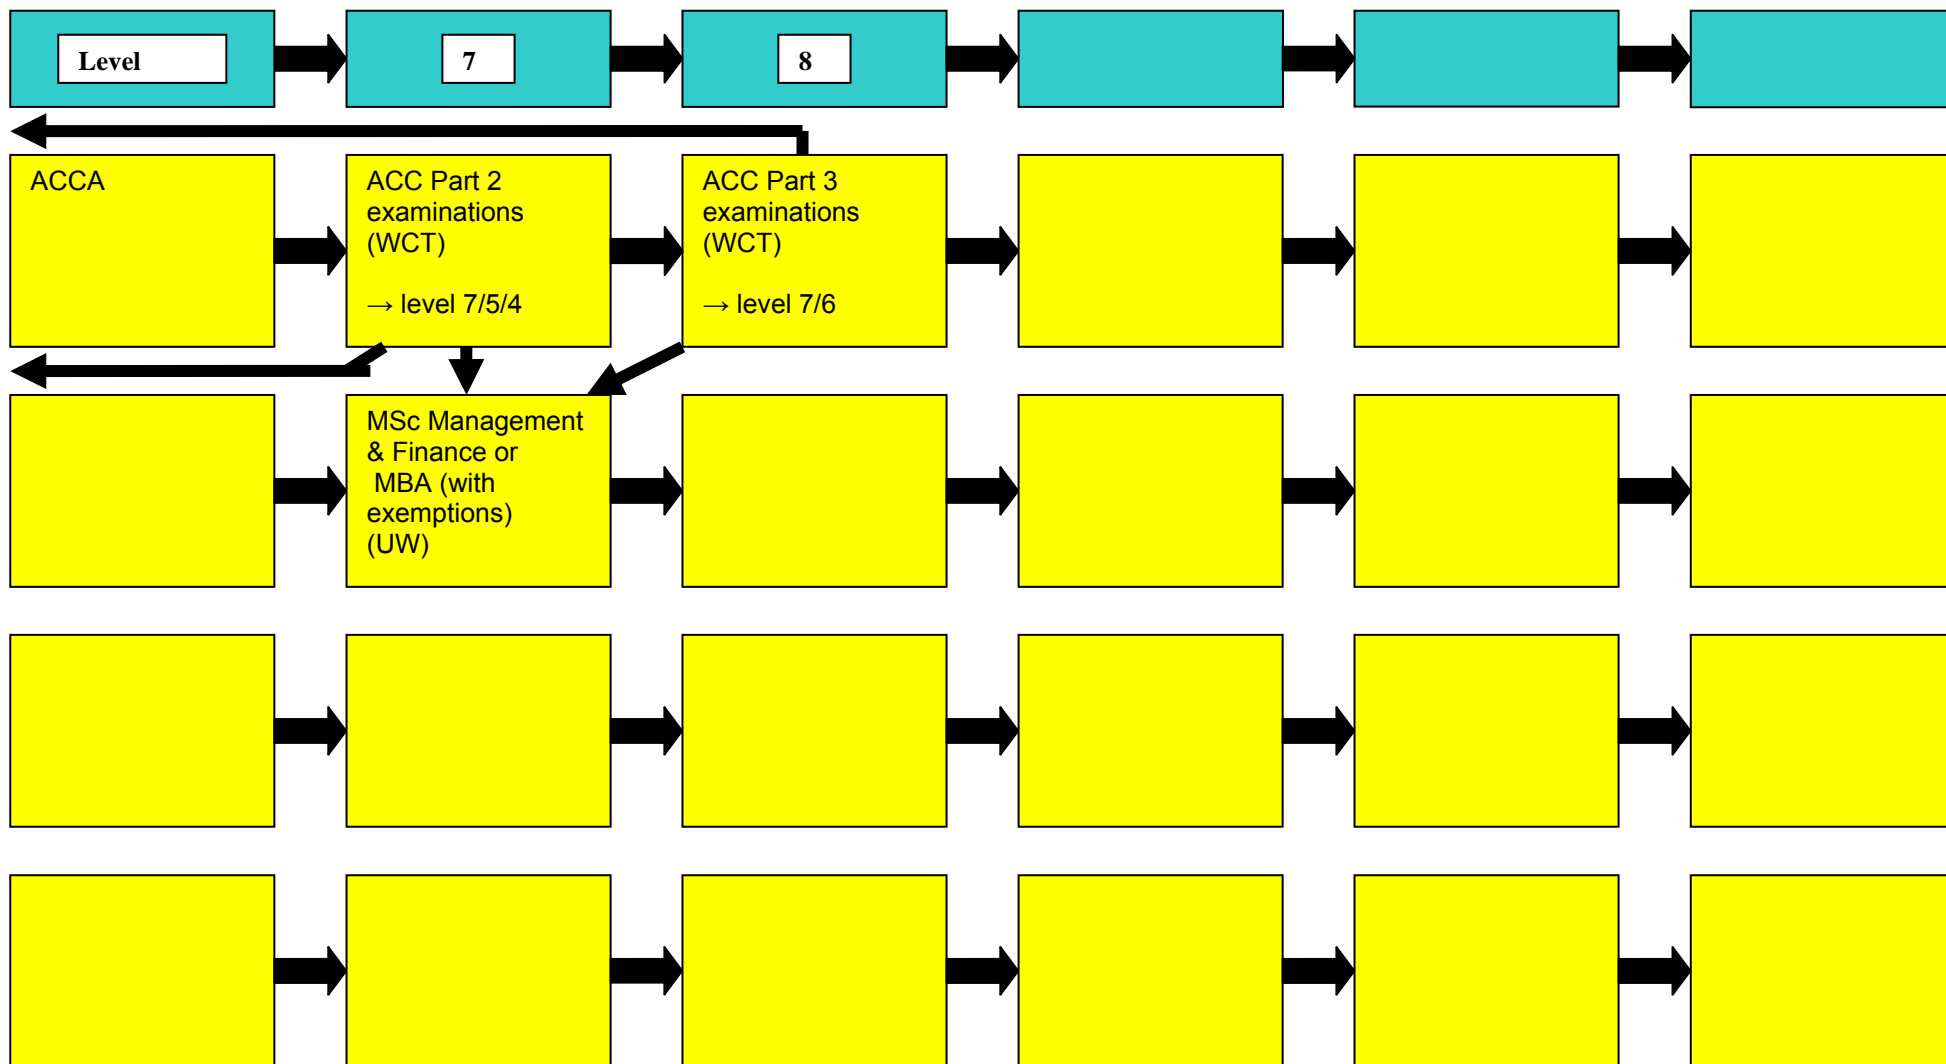 Level
7
8
ACCA
ACC Part 2
examinations
(WCT)
→ level 7/5/4
ACC Part 3
examinations
(WCT)
→ level 7/6
MSc Management
& Finance or
MBA (with
exemptions)
(UW)